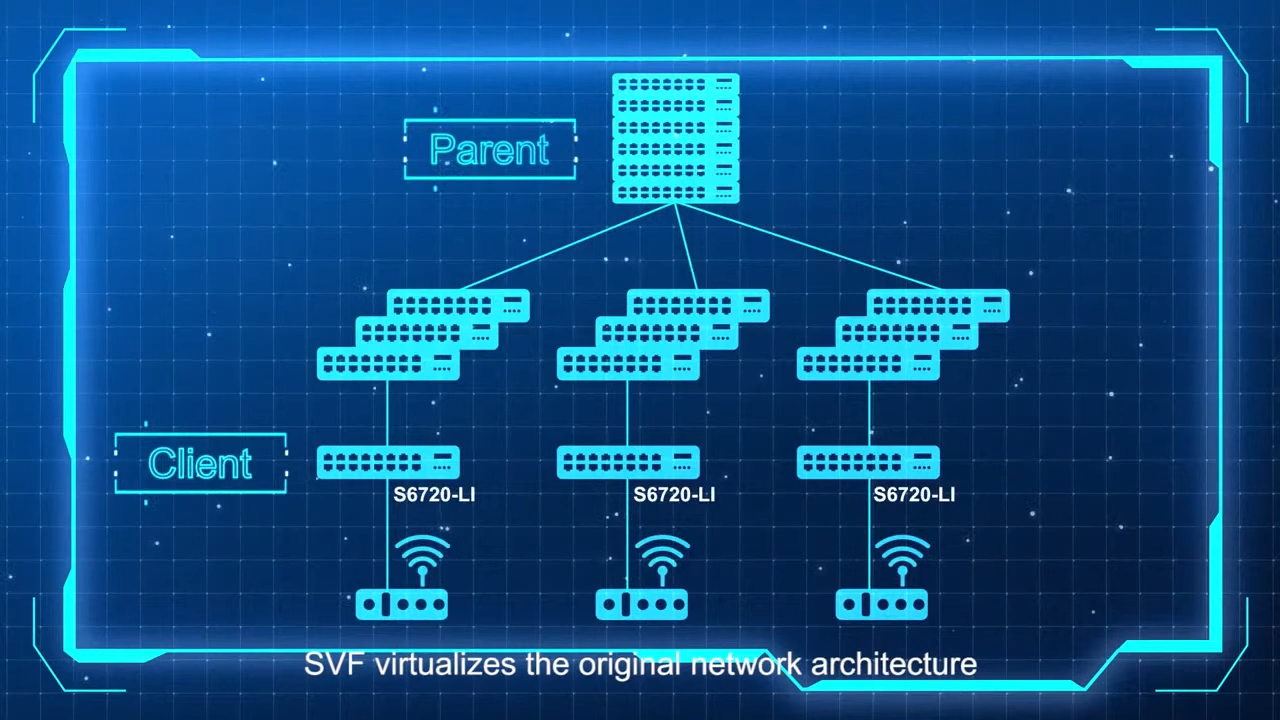 Parent
Client
S6720-LI
S6720-LI
S6720-LI
SVF virtualizes the original network architecture